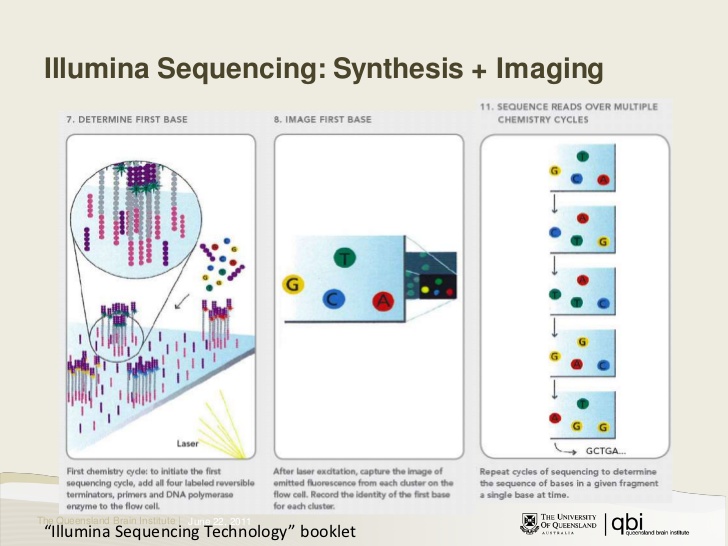 Illumina Sequencing: Synthesis + Imaging
7. DETERMINE FIRST BASE
8. IMAGE FIRST BASE
11. SEQUENCE READS OVER MULTIPLE
CHEMISTRY CYCLES
Laser
First chemistry cycle: to initiate the first
sequencing cycle, add all four labeled reversible
terminators, primers and DNA polymerase
enzyme to the flow cell.
T
G
C
A
After laser excitation, capture the image of
emitted fluorescence from each cluster on the
flow cell. Record the identity of the first base
for each cluster.
T
G
C
A
A
C
T
G
A
T
T
C
G
G
A
C
T
A
G
G
GCTGA...
Repeat cycles of sequencing to determine
the sequence of bases in a given fragment
a single base at time.
The Queensland Brain Institute | June 22, 2011
“Illumina Sequencing Technology” booklet
THE UNIVERSITY
OF QUEENSLAND
AUSTRALIA
qbi
queensland brain institute